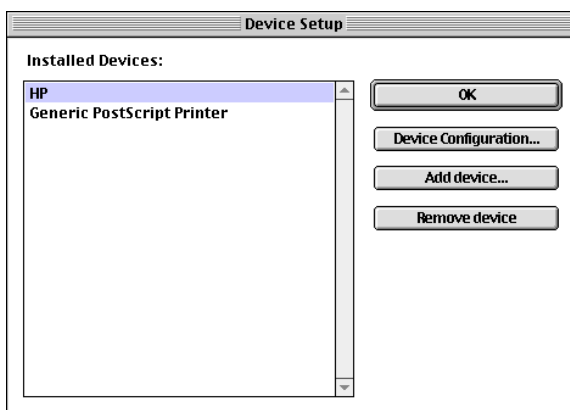 Device Setup
Installed Devices:
HP
Generic PostScript Printer
OK
Device Configuration...
Add device...
Remove device